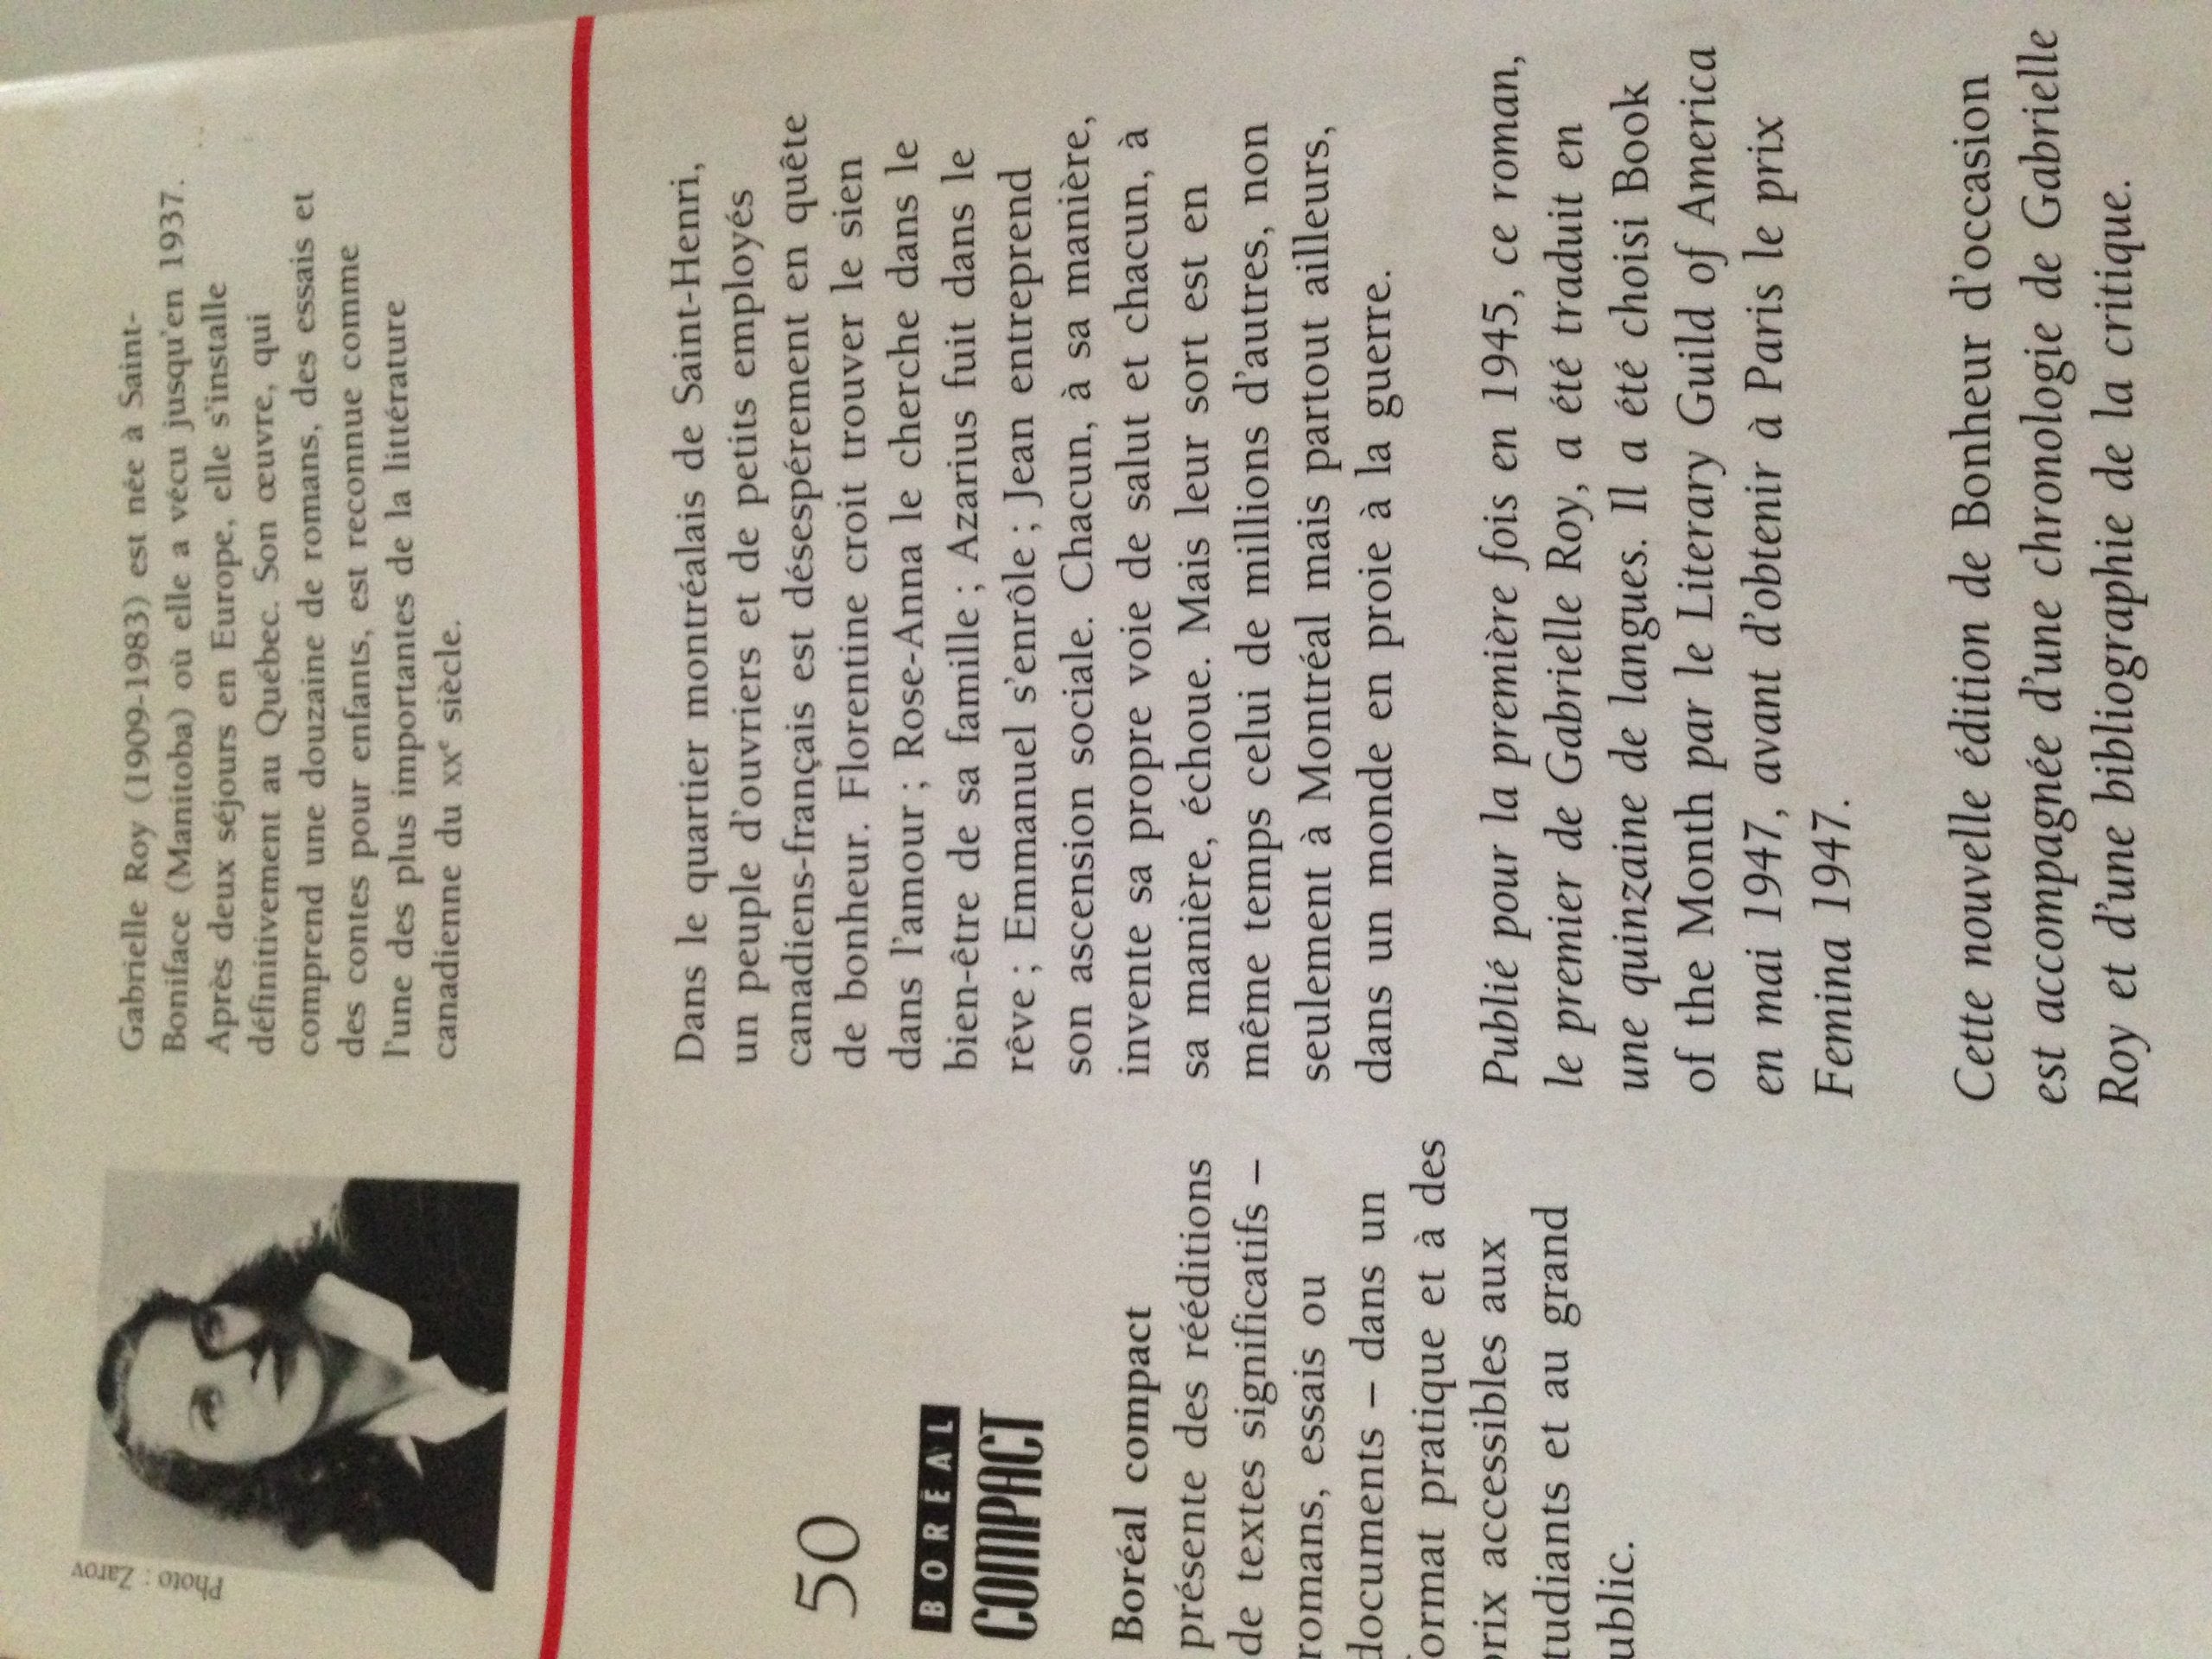 Photo : Zarov
Gabrielle Roy (1909-1983) est née à Saint-
Boniface (Manitoba) où elle a vécu jusqu'en 1937.
Après deux séjours en Europe, elle s'installe
définitivement au Québec. Son œuvre, qui
comprend une douzaine de romans, des essais et
des contes pour enfants, est reconnue comme
l'une des plus importantes de la littérature
canadienne du xxe siècle.
50
BORÉAL
COMPACT
Boréal compact
présente des rééditions
de textes significatifs –
romans, essais ou
documents – dans un
format pratique et à des
prix accessibles aux
tudiants et au grand
ublic.
Dans le quartier montréalais de Saint-Henri,
un peuple d'ouvriers et de petits employés
canadiens-français est désespérement en quête
de bonheur. Florentine croit trouver le sien
dans l'amour ; Rose-Anna le cherche dans le
bien-être de sa famille ; Azarius fuit dans le
rêve ; Emmanuel s'enrôle ; Jean entreprend
son ascension sociale. Chacun, à sa manière,
invente sa propre voie de salut et chacun, à
sa manière, échoue. Mais leur sort est en
même temps celui de millions d'autres, non
seulement à Montréal mais partout ailleurs,
dans un monde en proie à la guerre.
Publié pour la première fois en 1945, ce roman,
le premier de Gabrielle Roy, a été traduit en
une quinzaine de langues. Il a été choisi Book
of the Month par le Literary Guild of America
en mai 1947, avant d'obtenir à Paris le prix
Femina 1947.
Cette nouvelle édition de Bonheur d'occasion
est accompagnée d'une chronologie de Gabrielle
Roy et d'une bibliographie de la critique.